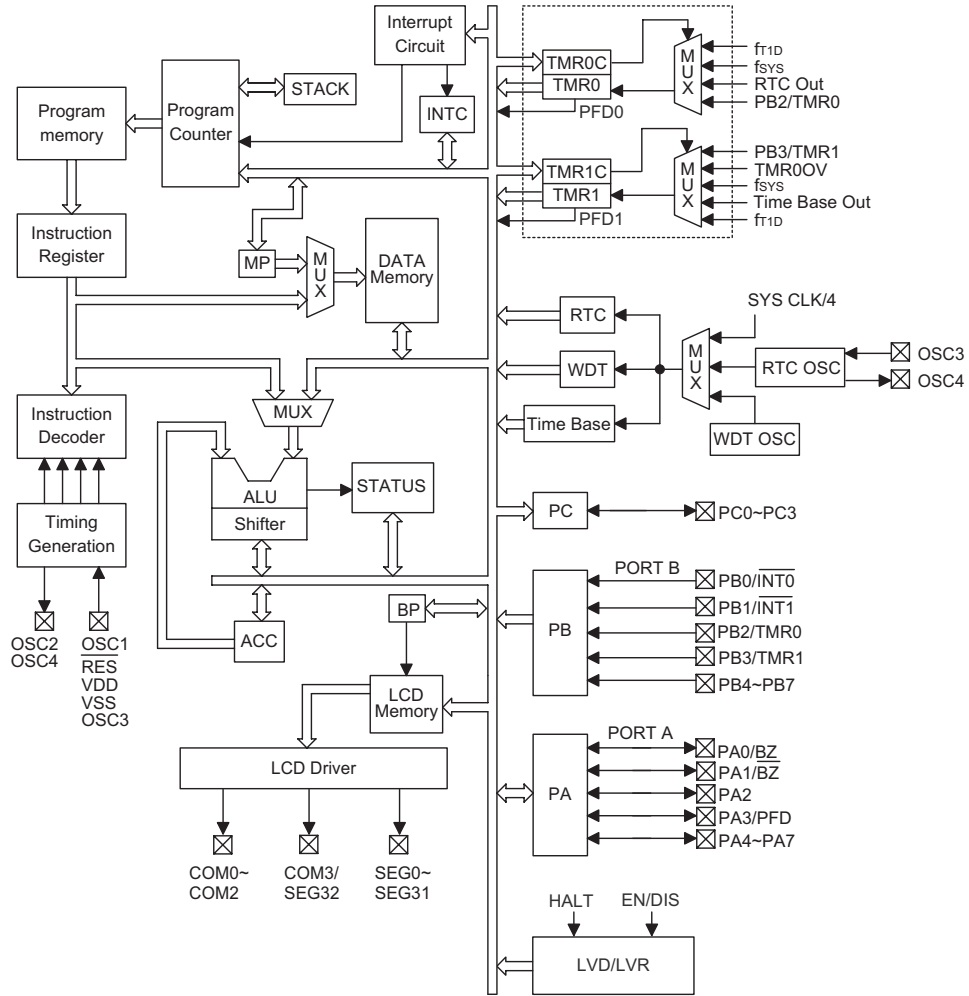 Interrupt
Circuit
STACK
Program
Counter
INTC
Program
memory
Instruction
Register
MP
MUX
DATA
Memory
MUX
Instruction
Decoder
ALU
Shifter
STATUS
Timing
Generation
OSC2
OSC4
OSC1
R̅E̅S̅
VDD
VSS
OSC3
ACC
BP
LCD
Memory
LCD Driver
COM0~
COM2
COM3/
SEG32
SEG0~
SEG31
TMR0C
TMR0
PFD0
MUX
fT1D
fSYS
RTC Out
PB2/TMR0
TMR1C
TMR1
PFD1
MUX
PB3/TMR1
TMR0OV
fSYS
Time Base Out
fT1D
SYS CLK/4
RTC
WDT
Time Base
MUX
RTC OSC
WDT OSC
OSC3
OSC4
PC
PC0~PC3
PORT B
PB
PB0/I̅N̅T̅0̅
PB1/I̅N̅T̅1̅
PB2/TMR0
PB3/TMR1
PB4~PB7
PORT A
PA
PA0/BZ
PA1/B̅Z̅
PA2
PA3/PFD
PA4~PA7
HALT
EN/DIS
LVD/LVR